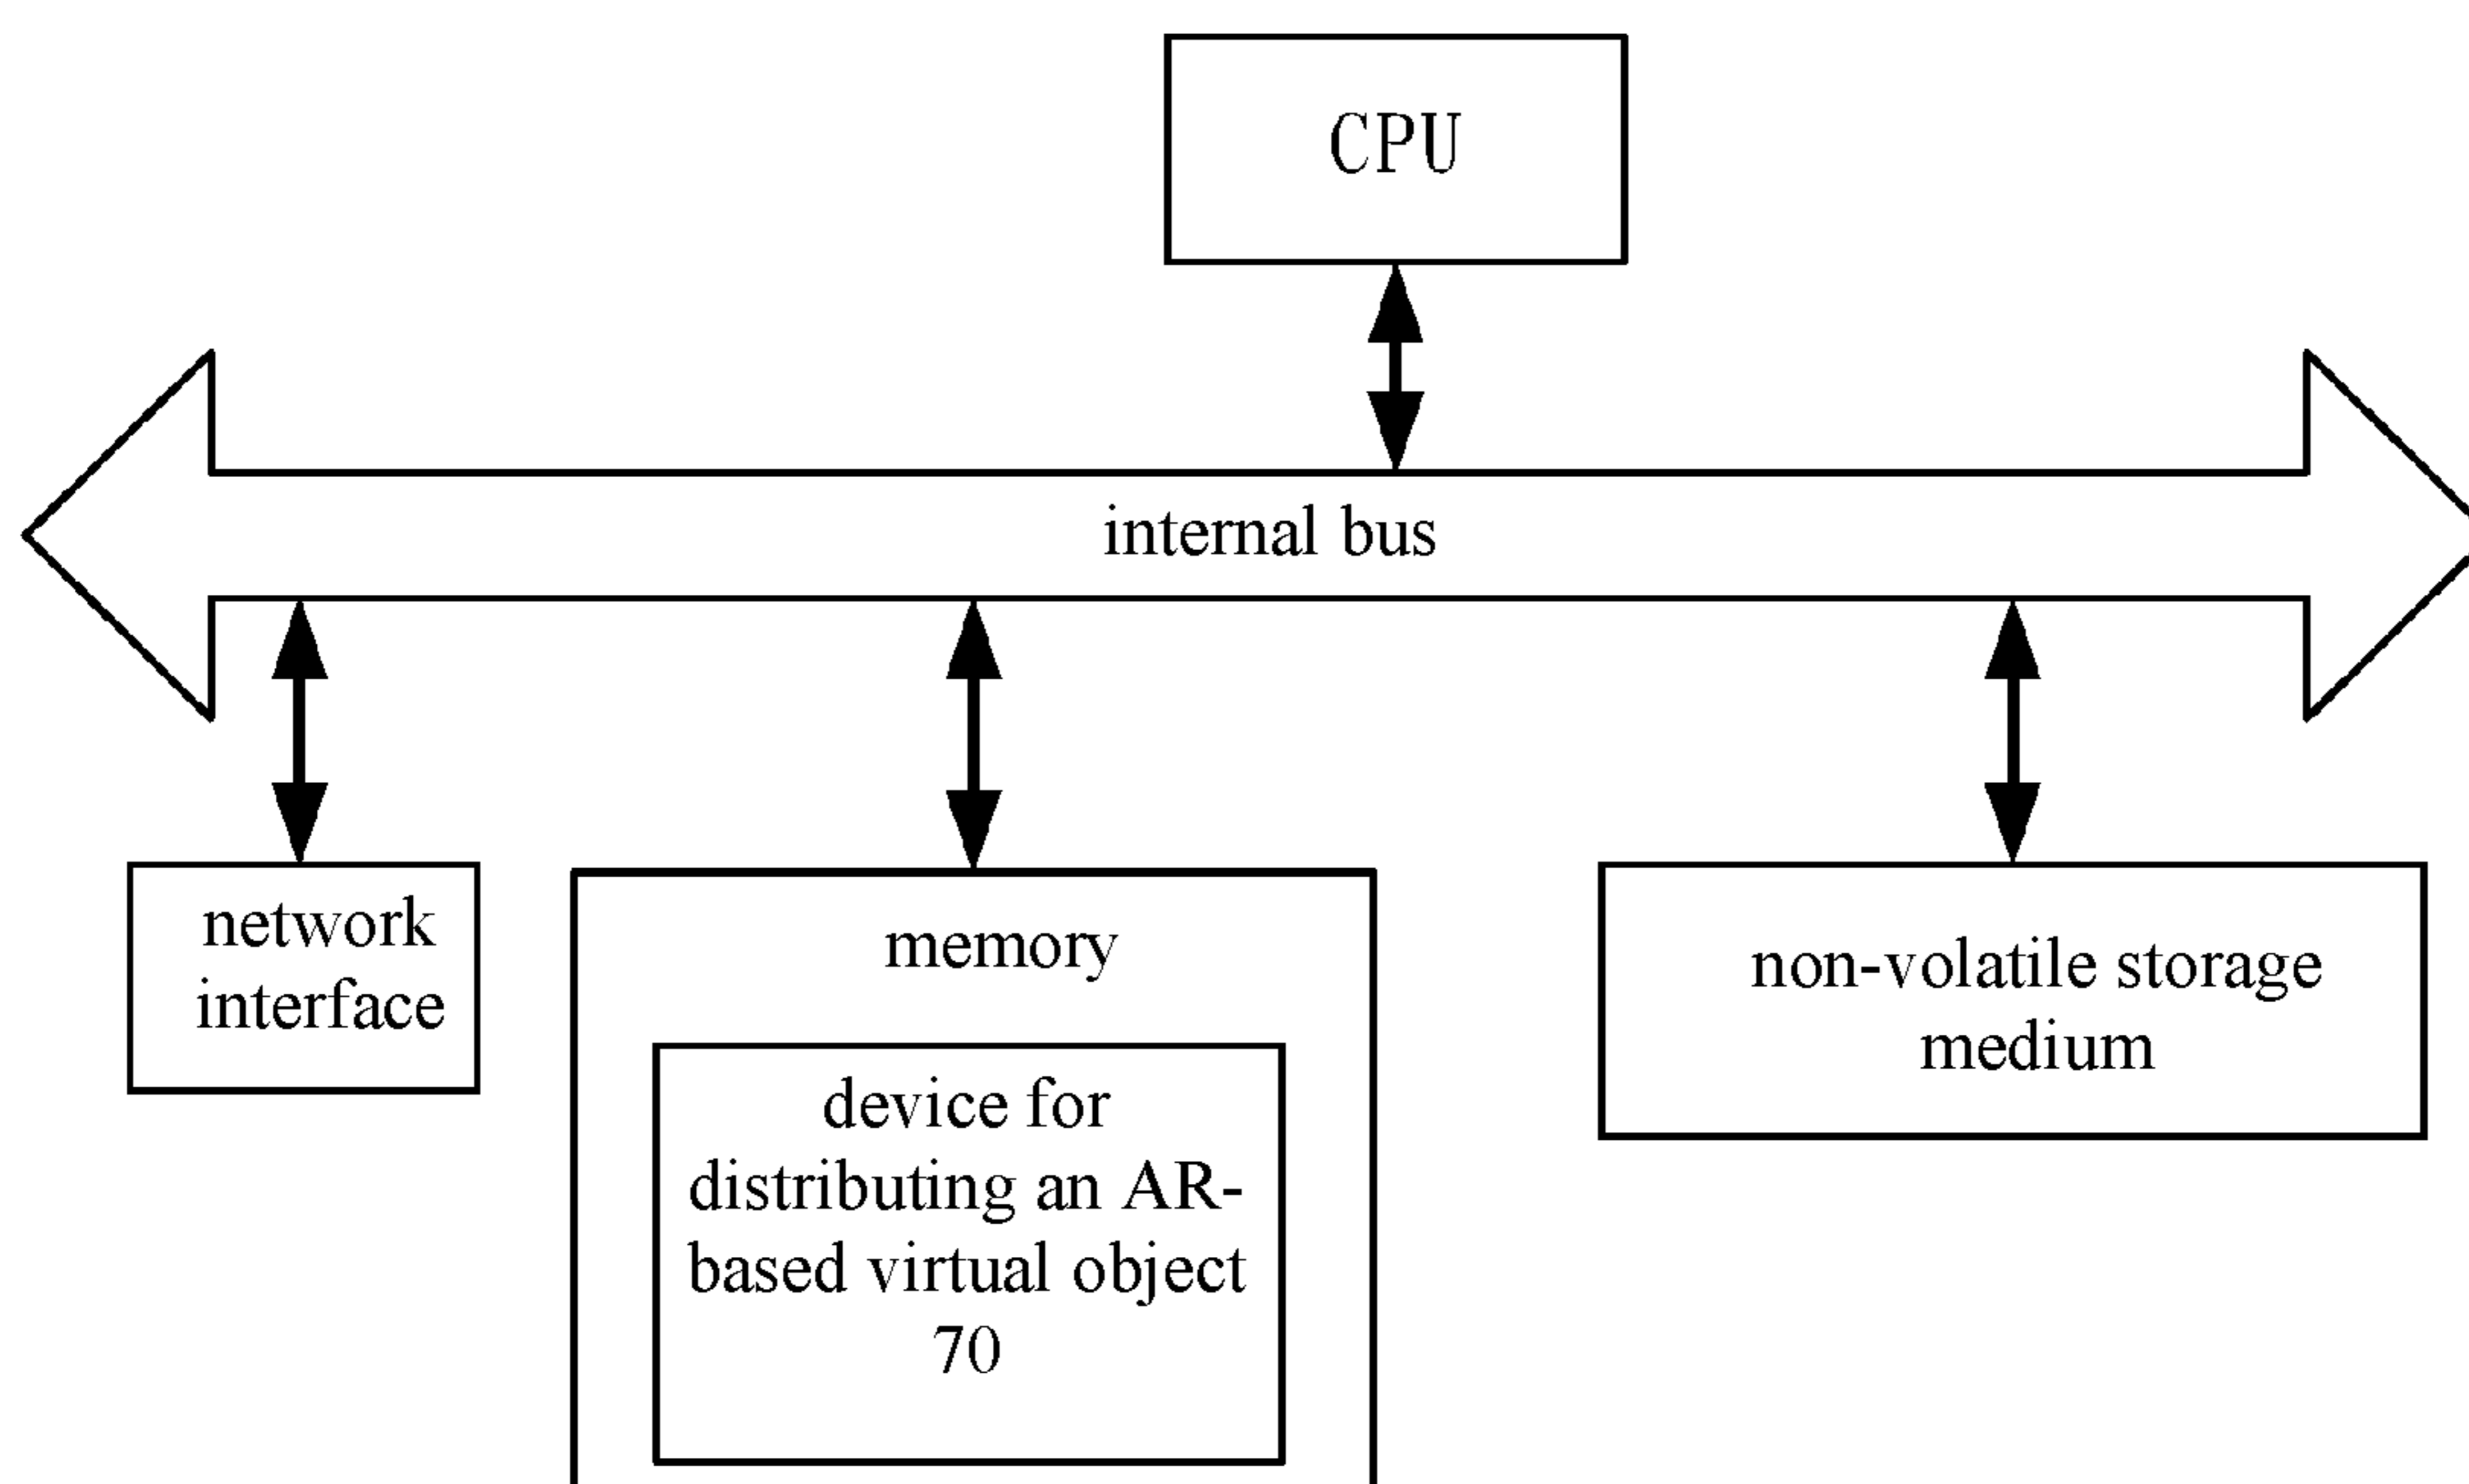 CPU
internal bus
network
interface
memory
device for
distributing an AR-
based virtual object
70
non-volatile storage
medium